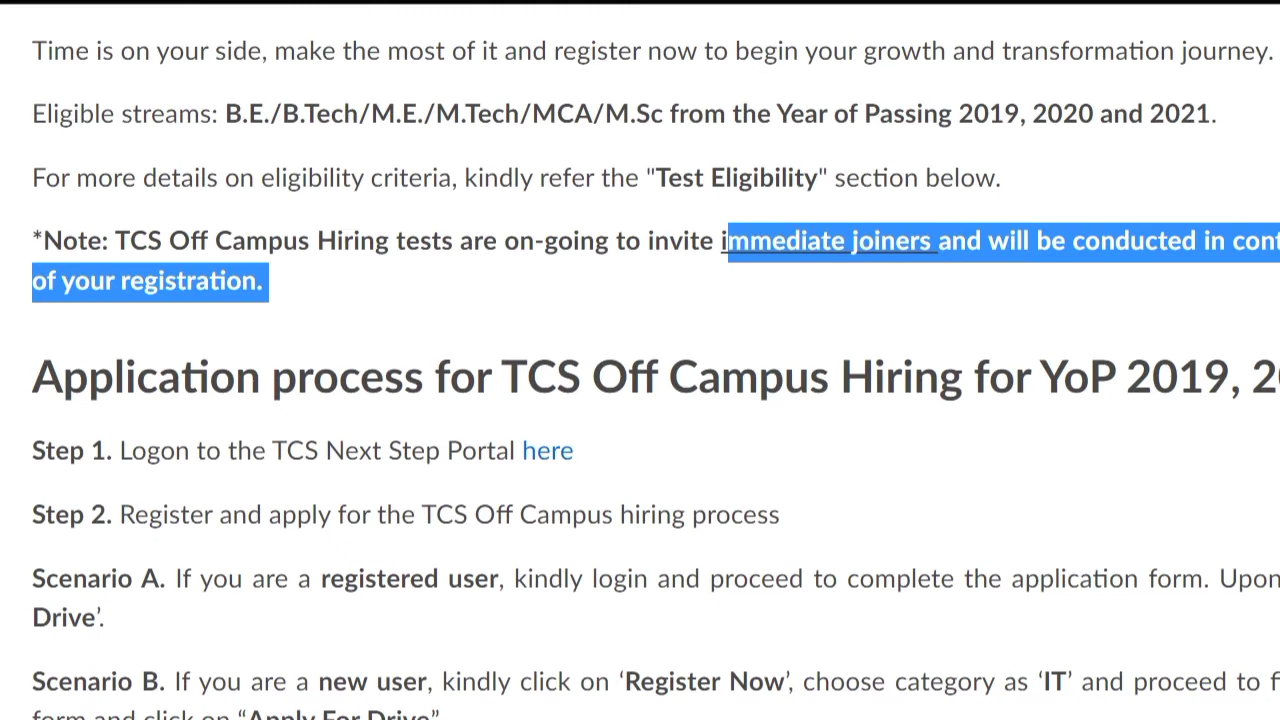 Time is on your side, make the most of it and register now to begin your growth and transformation journey.
Eligible streams: B.E./B.Tech/M.E./M.Tech/MCA/M.Sc from the Year of Passing 2019, 2020 and 2021.
For more details on eligibility criteria, kindly refer the "Test Eligibility" section below.
*Note: TCS Off Campus Hiring tests are on-going to invite immediate joiners and will be conducted in
of your registration.
Application process for TCS Off Campus Hiring for YoP 2019,
Step 1. Logon to the TCS Next Step Portal here
Step 2. Register and apply for the TCS Off Campus hiring process
Scenario A. If you are a registered user, kindly login and proceed to complete the application form. Upon
Drive’.
Scenario B. If you are a new user, kindly click on ‘Register Now’, choose category as ‘IT’ and proceed to
form and click on “Apply For Drive”